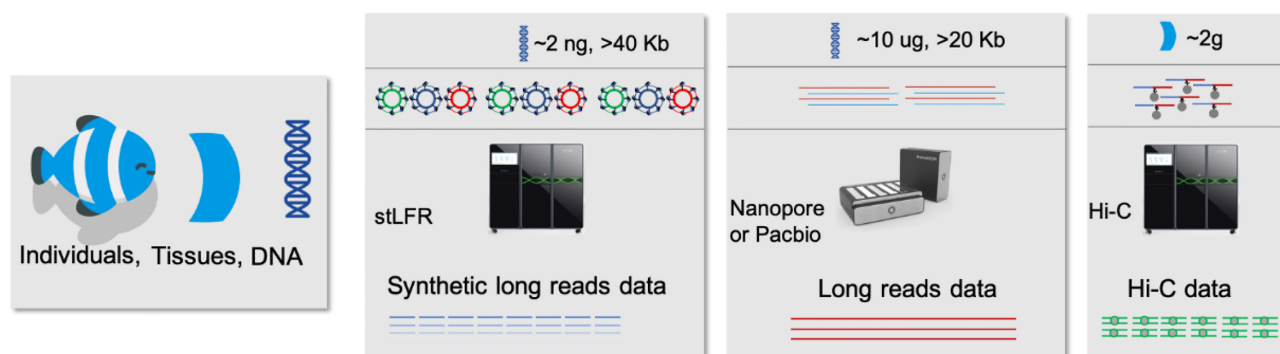 Individuals, Tissues, DNA
~2 ng, >40 Kb
stLFR
Synthetic long reads data
~10 ug, >20 Kb
Nanopore
or Pacbio
Long reads data
~2g
Hi-C
Hi-C data